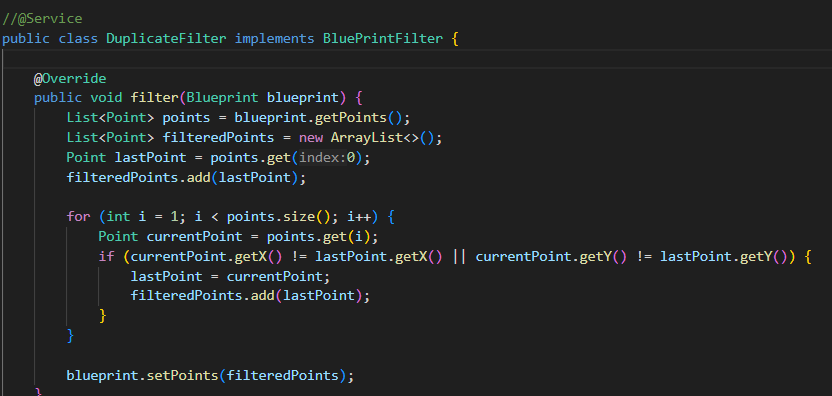 //@Service
public class DuplicateFilter implements BluePrintFilter {
@Override
public void filter(Blueprint blueprint) {
List<Point> points = blueprint.getPoints();
List<Point> filteredPoints = new ArrayList<>();
Point lastPoint = points.get(index:0);
filteredPoints.add(lastPoint);
for (int i = 1; i < points.size(); i++) {
Point currentPoint = points.get(i);
if (currentPoint.getX() != lastPoint.getX() || currentPoint.getY() != lastPoint.getY()) {
lastPoint = currentPoint;
filteredPoints.add(lastPoint);
}
}
blueprint.setPoints(filteredPoints);
}